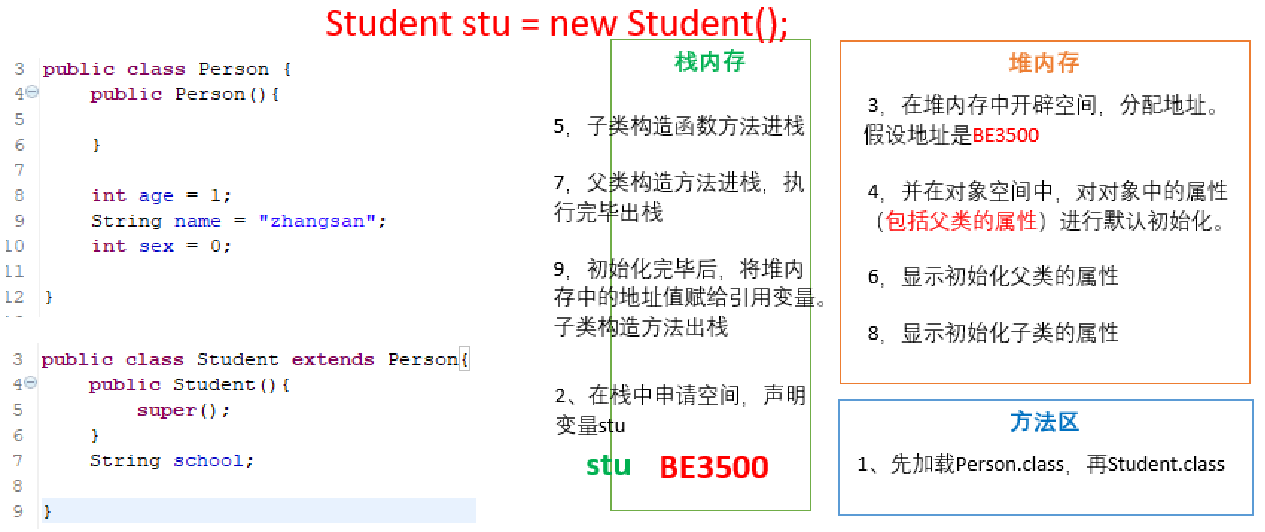 Student stu = new Student();
3 public class Person {
4 public Person(){
5
6 }
7
8 int age = 1;
9 String name = "zhangsan";
10 int sex = 0;
11
12 }
3 public class Student extends Person{
4 public Student(){
5 super();
6 }
7 String school;
8
9 }
栈内存
5，子类构造函数方法进栈
7，父类构造方法进栈，执
行完毕出栈
9，初始化完毕后，将堆内
存中的地址值赋给引用变量。
子类构造方法出栈
2、在栈中申请空间，声明
变量stu
stu BE3500
堆内存
3，在堆内存中开辟空间，分配地址。
假设地址是BE3500
4，并在对象空间中，对对象中的属性
（包括父类的属性）进行默认初始化。
6，显示初始化父类的属性
8，显示初始化子类的属性
方法区
1、先加载Person.class，再Student.class